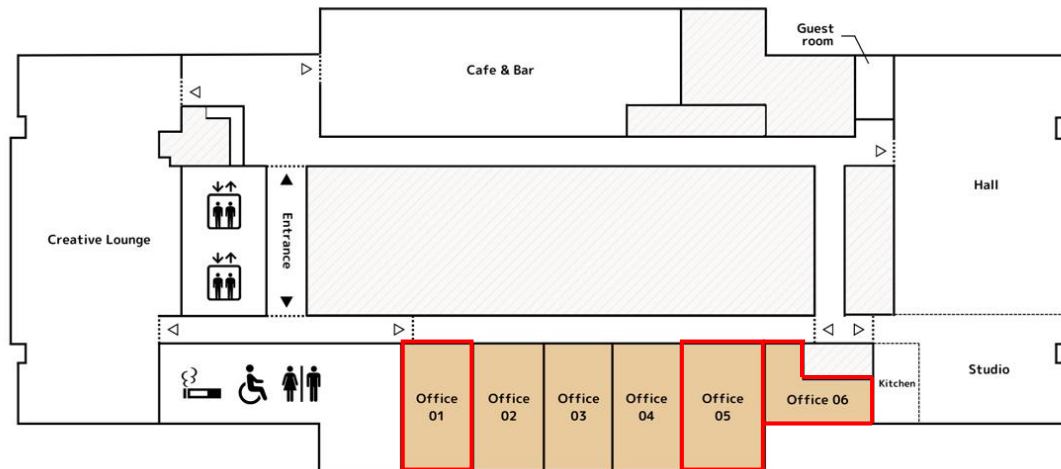 Guest
room
Cafe & Bar
Hall
Entrance
Creative Lounge
Studio
Kitchen
Office
01
Office
02
Office
03
Office
04
Office
05
Office 06